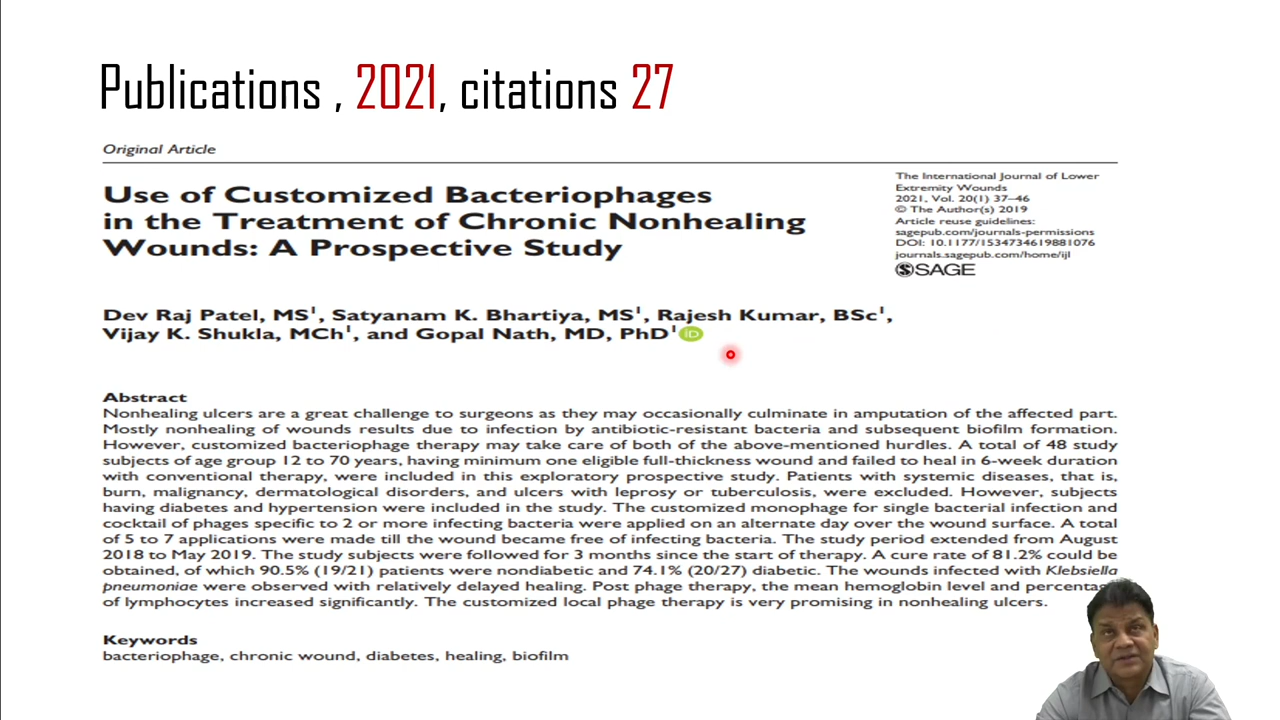 Publications , 2021, citations 27
Original Article
Use of Customized Bacteriophages
in the Treatment of Chronic Nonhealing
Wounds: A Prospective Study
The International Journal of Lower
Extremity Wounds
2021, Vol. 20(1) 37–46
© The Author(s) 2019
Article reuse guidelines:
sagepub.com/journals-permissions
DOI: 10.1177/1534734619881076
journals.sagepub.com/home/ijl
SAGE
Dev Raj Patel, MS¹, Satyanam K. Bhartiya, MS¹, Rajesh Kumar, BSc¹,
Vijay K. Shukla, MCh¹, and Gopal Nath, MD, PhD¹ iD
Abstract
Nonhealing ulcers are a great challenge to surgeons as they may occasionally culminate in amputation of the affected part.
Mostly nonhealing of wounds results due to infection by antibiotic-resistant bacteria and subsequent biofilm formation.
However, customized bacteriophage therapy may take care of both of the above-mentioned hurdles. A total of 48 study
subjects of age group 12 to 70 years, having minimum one eligible full-thickness wound and failed to heal in 6-week duration
with conventional therapy, were included in this exploratory prospective study. Patients with systemic diseases, that is,
burn, malignancy, dermatological disorders, and ulcers with leprosy or tuberculosis, were excluded. However, subjects
having diabetes and hypertension were included in the study. The customized monophage for single bacterial infection and
cocktail of phages specific to 2 or more infecting bacteria were applied on an alternate day over the wound surface. A total
of 5 to 7 applications were made till the wound became free of infecting bacteria. The study period extended from August
2018 to May 2019. The study subjects were followed for 3 months since the start of therapy. A cure rate of 81.2% could be
obtained, of which 90.5% (19/21) patients were nondiabetic and 74.1% (20/27) diabetic. The wounds infected with Klebsiella
pneumoniae were observed with relatively delayed healing. Post phage therapy, the mean hemoglobin level and percentag
of lymphocytes increased significantly. The customized local phage therapy is very promising in nonhealing ulcers.
Keywords
bacteriophage, chronic wound, diabetes, healing, biofilm